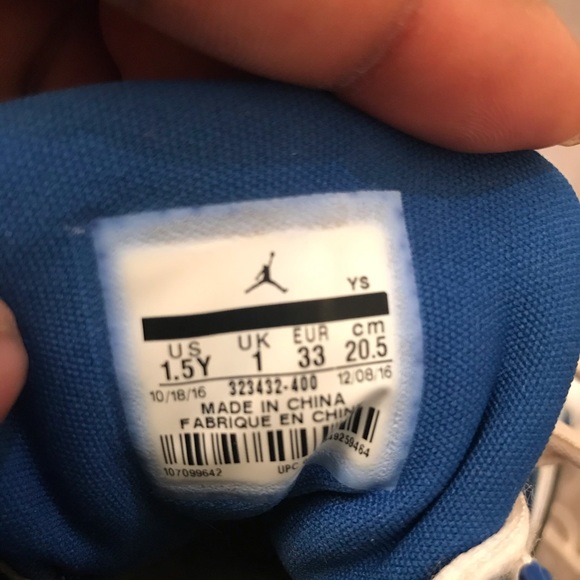 YS
US UK EUR cm
1.5Y 1 33 20.5
10/18/16 323432-400 12/08/16
MADE IN CHINA
FABRIQUE EN
107099642